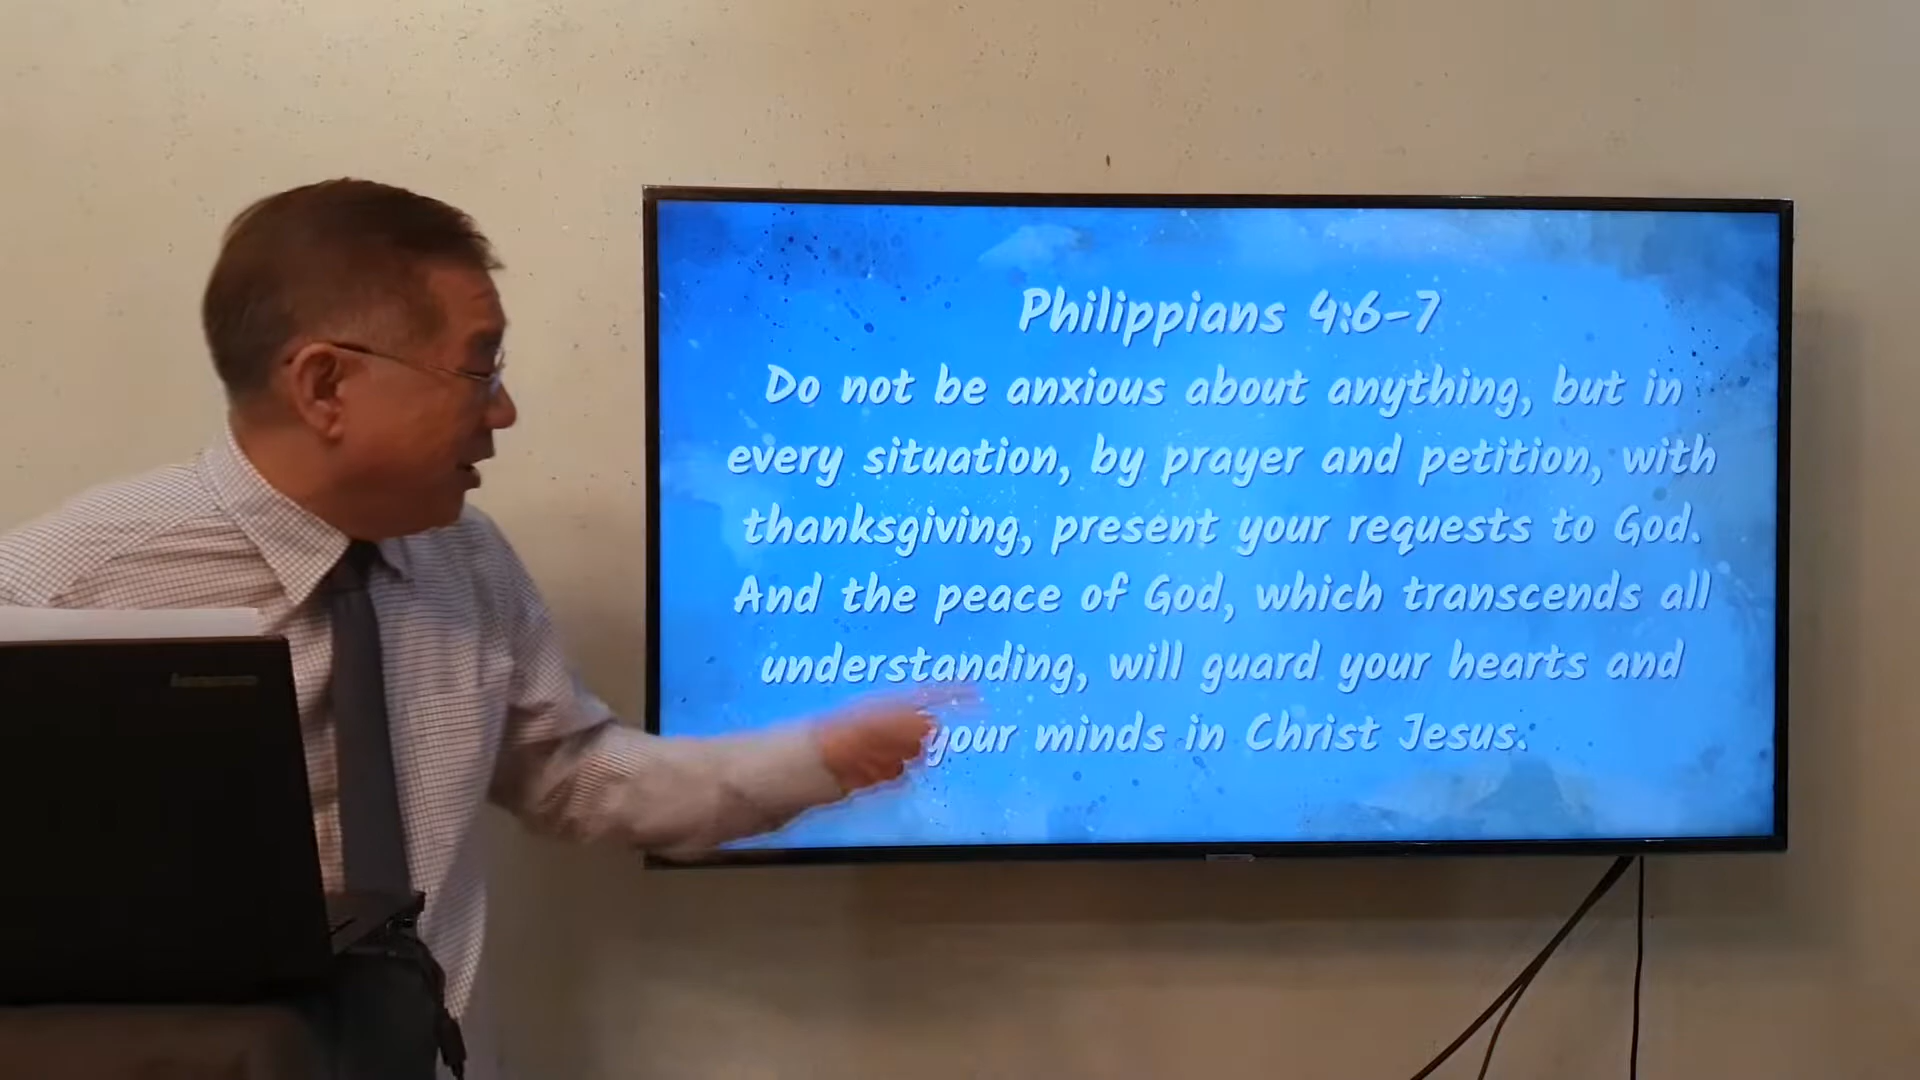 Philippians 4:6-7
Do not be anxious about anything, but in
every situation, by prayer and petition, with
thanksgiving, present your requests to God.
And the peace of God, which transcends all
understanding, will guard your hearts and
your minds in Christ Jesus.